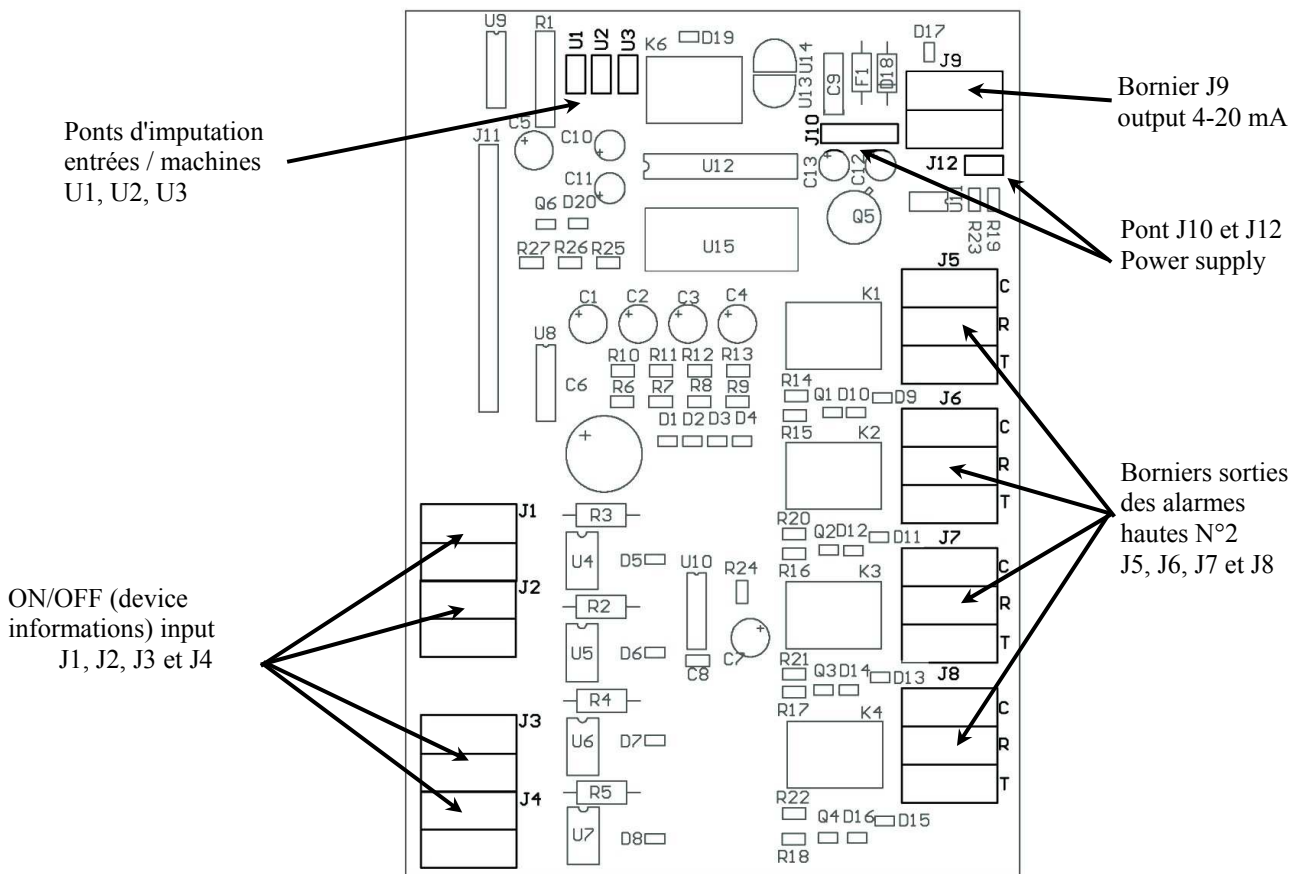 U9
R1
U1
U2
U3
K6
D19
U14
U13
C9
F1
D18
D17
J9
Bornier J9
output 4-20 mA
Ponts d'imputation
entrées / machines
U1, U2, U3
J11
C5
C10
C11
U12
J10
C13
C12
J12
Q5
R23
R19
Q6
D20
U15
R27
R26
R25
Pont J10 et J12
Power supply
J5
C
R
T
C1
C2
C3
C4
K1
U8
R10
R11
R12
R13
C6
R6
R7
R8
R9
R14
Q1
D10
D9
J6
C
R
T
D1
D2
D3
D4
R15
K2
Borniers sorties
des alarmes
hautes N°2
J5, J6, J7 et J8
J1
R3
R20
Q2
D12
D11
J7
C
R
T
U4
D5
U10
R24
R16
K3
J2
R2
ON/OFF (device
informations) input
J1, J2, J3 et J4
U5
D6
C8
C7
R21
Q3
D14
D13
J8
C
R
T
R4
R17
K4
J3
U6
D7
J4
R5
R22
Q4
D16
D15
U7
D8
R18